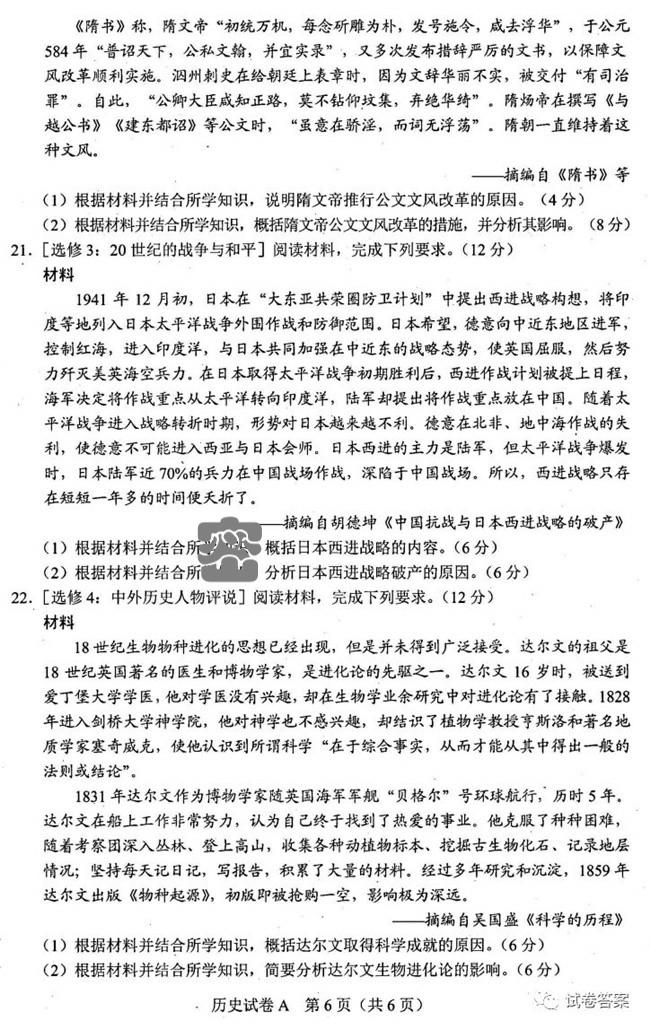 《隋书》称，隋文帝“初统万机，每念斫雕为朴，发号施令，咸去浮华”，于公元
584年“普诏天下，公私文翰，并宜实录”，又多次发布措辞严厉的文书，以保障文
风改革顺利实施。泗州刺史在给朝廷上表章时，因为文辞华丽不实，被交付“有司治
罪”。自此，“公卿大臣咸知正路，莫不钻仰坟集，弃绝华绮”。隋炀帝在撰写《与
越公书》《建东都诏》等公文时，“虽意在骄淫，而词无浮荡”。隋朝一直维持着这
种文风。
——摘编自《隋书》等
（1）根据材料并结合所学知识，说明隋文帝推行公文文风改革的原因。（4分）
（2）根据材料并结合所学知识，概括隋文帝公文文风改革的措施，并分析其影响。（8分）
21．［选修3：20世纪的战争与和平］阅读材料，完成下列要求。（12分）
材料
1941年12月初，日本在“大东亚共荣圈防卫计划”中提出西进战略构想，将印
度等地列入日本太平洋战争外围作战和防御范围。日本希望，德意向中近东地区进军，
控制红海，进入印度洋，与日本共同加强在中近东的战略态势，使英国屈服，然后努
力歼灭美英海空兵力。在日本取得太平洋战争初期胜利后，西进作战计划被提上日程，
海军决定将作战重点从太平洋转向印度洋，陆军却提出将作战重点放在中国。随着太
平洋战争进入战略转折时期，形势对日本越来越不利。德意在北非、地中海作战的失
利，使德意不可能进入西亚与日本会师。日本西进的主力是陆军，但太平洋战争爆发
时，日本陆军近70%的兵力在中国战场作战，深陷于中国战场。所以，西进战略只存
在短短一年多的时间便夭折了。
——摘编自胡德坤《中国抗战与日本西进战略的破产》
（1）根据材料并结合所学 概括日本西进战略的内容。（6分）
（2）根据材料并结合所 分析日本西进战略破产的原因。（6分）
22．［选修4：中外历史人物评说］阅读材料，完成下列要求。（12分）
材料
18世纪生物物种进化的思想已经出现，但是并未得到广泛接受。达尔文的祖父是
18世纪英国著名的医生和博物学家，是进化论的先驱之一。达尔文16岁时，被送到
爱丁堡大学学医，他对学医没有兴趣，却在生物学业余研究中对进化论有了接触。1828
年进入剑桥大学神学院，他对神学也不感兴趣，却结识了植物学教授亨斯洛和著名地
质学家塞奇威克，使他认识到所谓科学“在于综合事实，从而才能从其中得出一般的
法则或结论”。
1831年达尔文作为博物学家随英国海军军舰“贝格尔”号环球航行，历时5年。
达尔文在船上工作非常努力，认为自己终于找到了热爱的事业。他克服了种种困难，
随着考察团深入丛林、登上高山，收集各种动植物标本、挖掘古生物化石、记录地层
情况；坚持每天记日记，写报告，积累了大量的材料。经过多年研究和沉淀，1859年
达尔文出版《物种起源》，初版即被抢购一空，影响极为深远。
——摘编自吴国盛《科学的历程》
（1）根据材料并结合所学知识，概括达尔文取得科学成就的原因。（6分）
（2）根据材料并结合所学知识，简要分析达尔文生物进化论的影响。（6分）
历史试卷A 第6页（共6页）
试卷答案